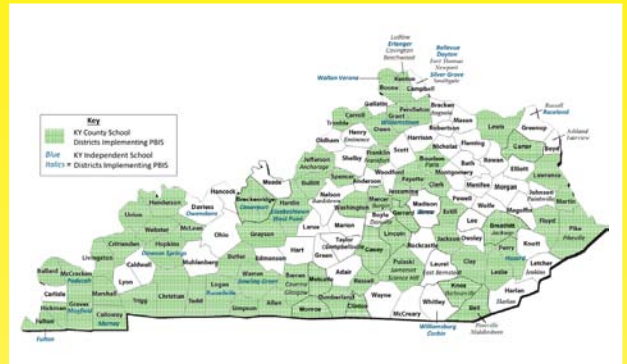 Ludlow
Erlanger
Covington
Beechwood
Bellevue
Dayton
Fort Thomas
Newport
Silver Grove
Southgate
Walton Verona
Kenton
Boone
Campbell
Gallatin
Pendleton
Bracken
Augusta
Carroll
Grant
Williamstown
Trimble
Owen
Mason
Robertson
Lewis
Greenup
Russell
Raceland
Ashland
Fairview
Boyd
Carter
Henry
Eminence
Harrison
Nicholas
Fleming
Oldham
Shelby
Franklin
Frankfort
Scott
Bourbon
Paris
Bath
Rowan
Elliott
Lawrence
Jefferson
Anchorage
Spencer
Anderson
Woodford
Fayette
Clark
Montgomery
Menifee
Morgan
Johnson
Paintsville
Martin
Bullitt
Meade
Nelson
Bardstown
Washington
Mercer
Jessamine
Madison
Powell
Wolfe
Magoffin
Floyd
Pike
Pikeville
Key
KY County School
Districts Implementing PBIS
Blue KY Independent School
Italics = Districts Implementing PBIS
Hancock
Breckenridge
Cloverport
Hardin
Elizabethtown
West Point
Larue
Marion
Boyle
Garrard
Estill
Lee
Breathitt
Jackson
Knott
Henderson
Daviess
Owensboro
Union
Webster
McLean
Ohio
Grayson
Hart
Green
Taylor
Campbellsville
Casey
Lincoln
Rockcastle
Jackson
Owsley
Perry
Hazard
Letcher
Jenkins
Crittenden
Hopkins
Dawson Springs
Muhlenberg
Butler
Edmonson
Livingston
Caldwell
Warren
Bowling Green
Barren
Caverna
Glasgow
Metcalfe
Adair
Russell
Pulaski
Somerset
Science Hill
Laurel
East Bernstadt
Clay
Leslie
Harlan
Harlan
Ballard
McCracken
Paducah
Lyon
Carlisle
Marshall
Trigg
Christian
Todd
Logan
Russellville
Simpson
Allen
Monroe
Cumberland
Clinton
Wayne
McCreary
Whitley
Knox
Barbourville
Bell
Pineville
Middlesboro
Hickman
Graves
Mayfield
Calloway
Murray
Fulton
Fulton
Williamsburg
Corbin